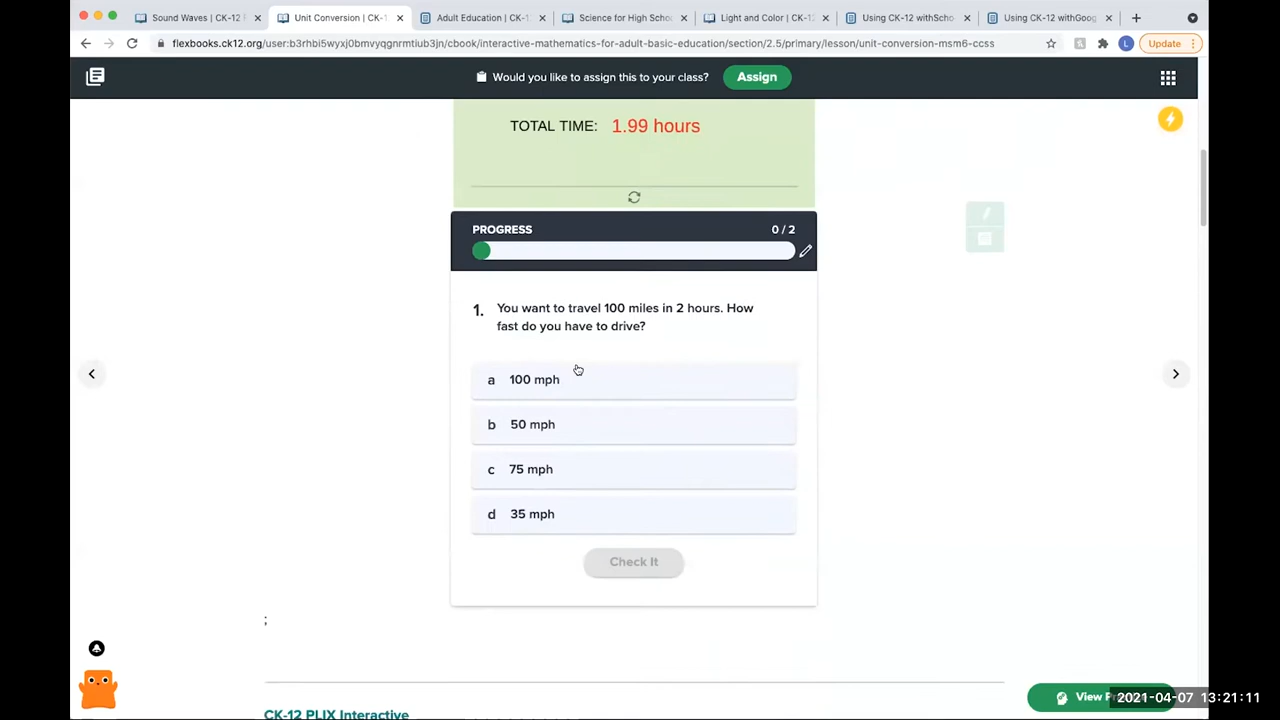 Sound Waves | CK-12
Unit Conversion | CK-1
Adult Education | CK-1
Science for High Scho
Light and Color | CK-12
Using CK-12 withScho
Using CK-12 withGoog
flexbooks.ck12.org/user:b3rhbi5wyxj0bmvyqgnrmtiub3jn/cbook/interactive-mathematics-for-adult-basic-education/section/2.5/primary/lesson/unit-conversion-msm6-ccss
L
Update
Would you like to assign this to your class?
Assign
TOTAL TIME: 1.99 hours
PROGRESS 0 / 2
1. You want to travel 100 miles in 2 hours. How
fast do you have to drive?
a 100 mph
b 50 mph
c 75 mph
d 35 mph
Check It
;
CK-12 PLIX Interactive
View
2021-04-07 13:21:11